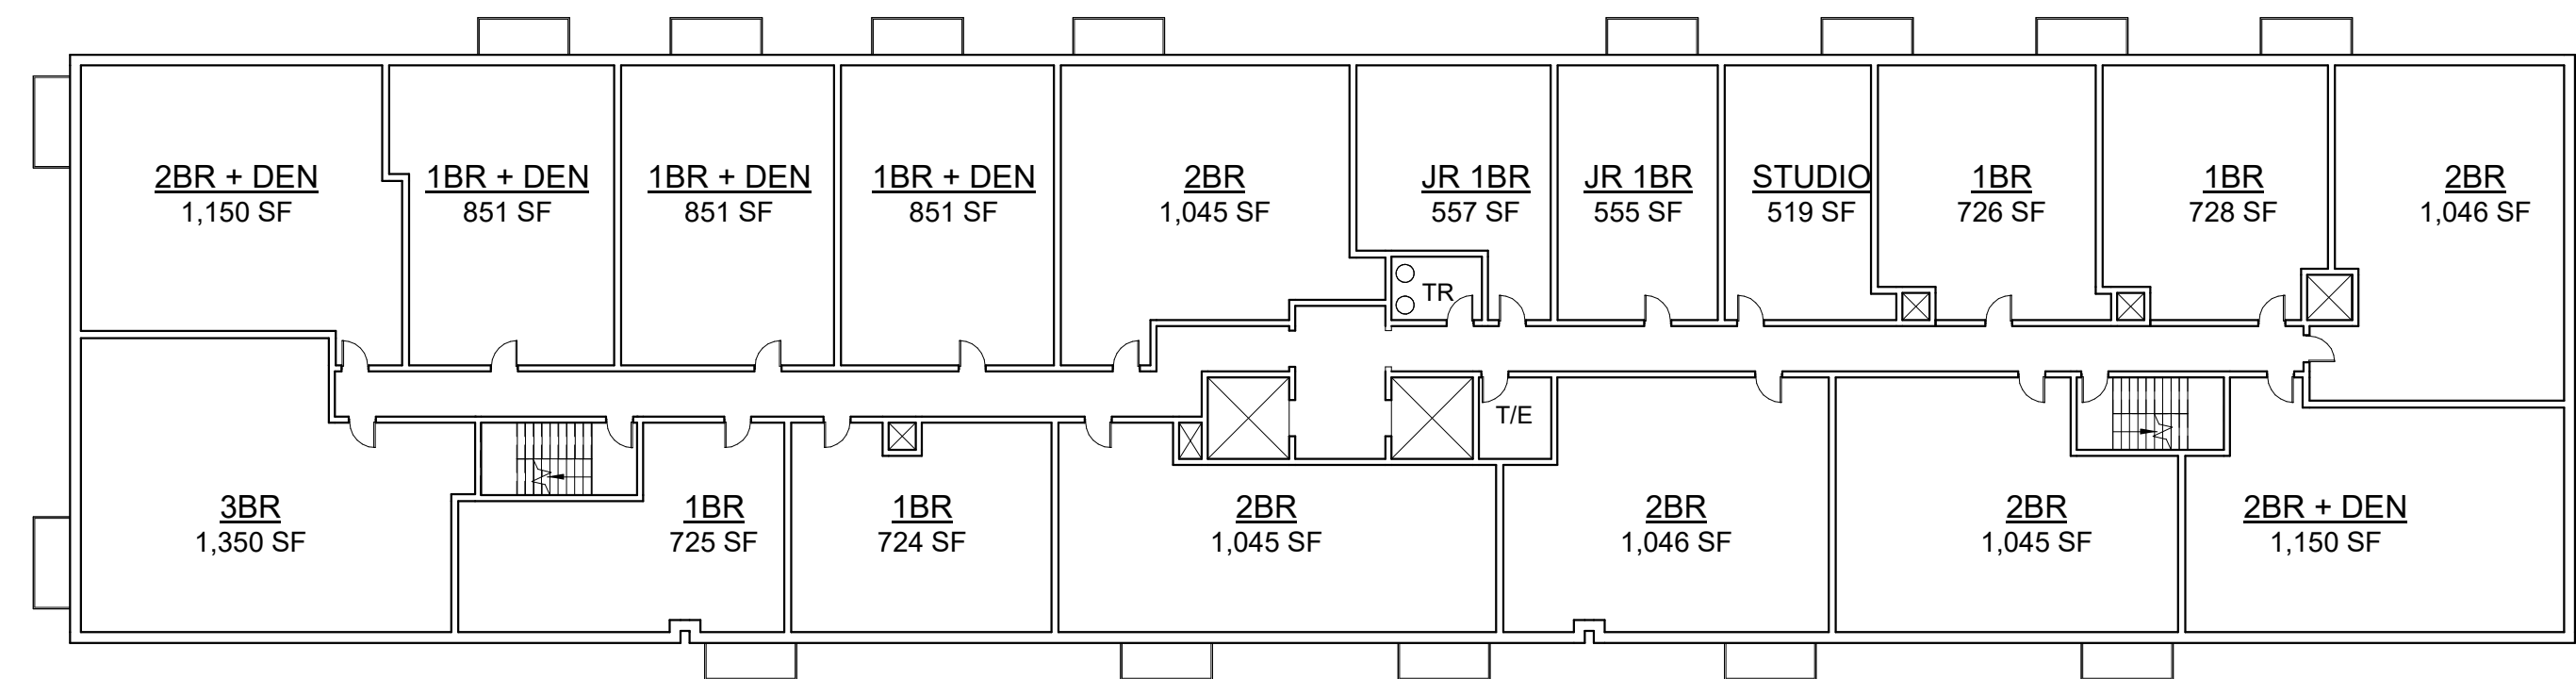 2BR + DEN
1,150 SF
1BR + DEN
851 SF
1BR + DEN
851 SF
1BR + DEN
851 SF
2BR
1,045 SF
JR 1BR
557 SF
JR 1BR
555 SF
STUDIO
519 SF
1BR
726 SF
1BR
728 SF
2BR
1,046 SF
TR
T/E
3BR
1,350 SF
1BR
725 SF
1BR
724 SF
2BR
1,045 SF
2BR
1,046 SF
2BR
1,045 SF
2BR + DEN
1,150 SF